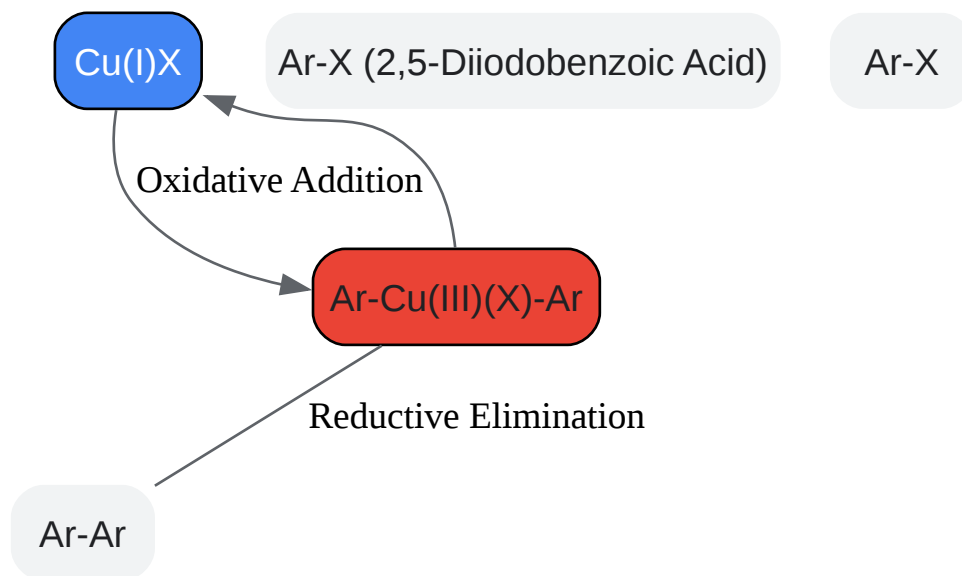 Cu(I)X
Ar-X (2,5-Diiodobenzoic Acid)
Ar-X
Oxidative Addition
Ar-Cu(III)(X)-Ar
Reductive Elimination
Ar-Ar